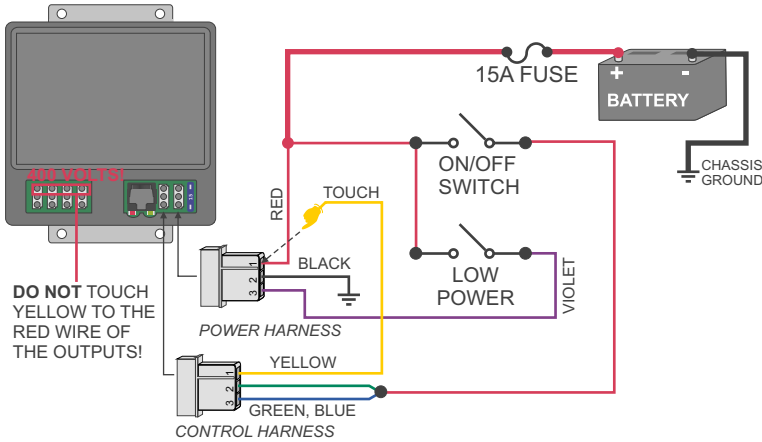 15A FUSE
+ -
BATTERY
400 VOLTS!
ON/OFF
SWITCH
CHASSIS
GROUND
RED
TOUCH
1
2
3
BLACK
LOW
POWER
VIOLET
DO NOT TOUCH
YELLOW TO THE
RED WIRE OF
THE OUTPUTS!
POWER HARNESS
YELLOW
1
2
3
GREEN, BLUE
CONTROL HARNESS